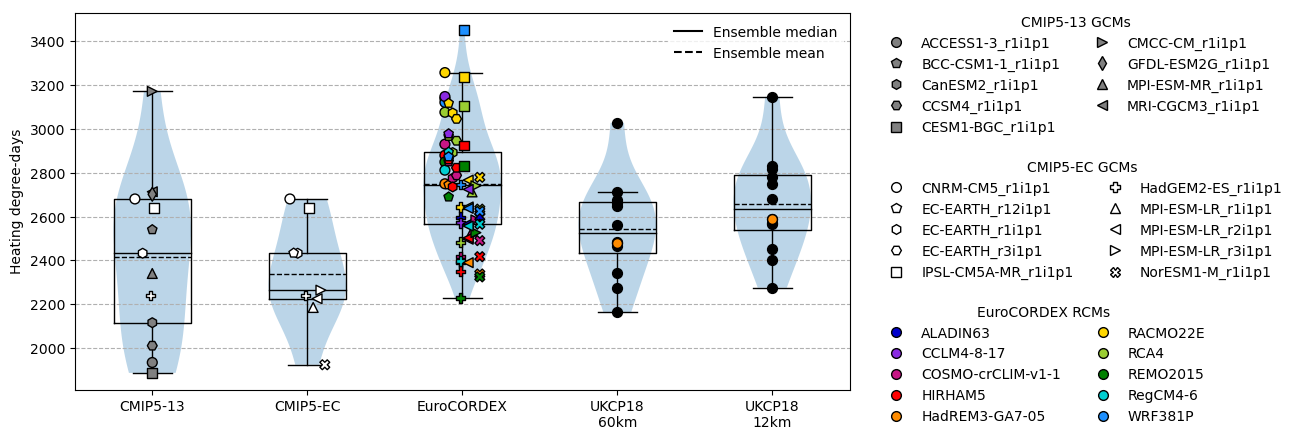 Heating degree-days
3400
3200
3000
2800
2600
2400
2200
2000
CMIP5-13
CMIP5-EC
EuroCORDEX
UKCP18
60km
UKCP18
12km
Ensemble median
Ensemble mean
CMIP5-13 GCMs
ACCESS1-3_r1i1p1
BCC-CSM1-1_r1i1p1
CanESM2_r1i1p1
CCSM4_r1i1p1
CESM1-BGC_r1i1p1
CMCC-CM_r1i1p1
GFDL-ESM2G_r1i1p1
MPI-ESM-MR_r1i1p1
MRI-CGCM3_r1i1p1
CMIP5-EC GCMs
CNRM-CM5_r1i1p1
EC-EARTH_r12i1p1
EC-EARTH_r1i1p1
EC-EARTH_r3i1p1
IPSL-CM5A-MR_r1i1p1
HadGEM2-ES_r1i1p1
MPI-ESM-LR_r1i1p1
MPI-ESM-LR_r2i1p1
MPI-ESM-LR_r3i1p1
NorESM1-M_r1i1p1
EuroCORDEX RCMs
ALADIN63
CCLM4-8-17
COSMO-crCLIM-v1-1
HIRHAM5
HadREM3-GA7-05
RACMO22E
RCA4
REMO2015
RegCM4-6
WRF381P